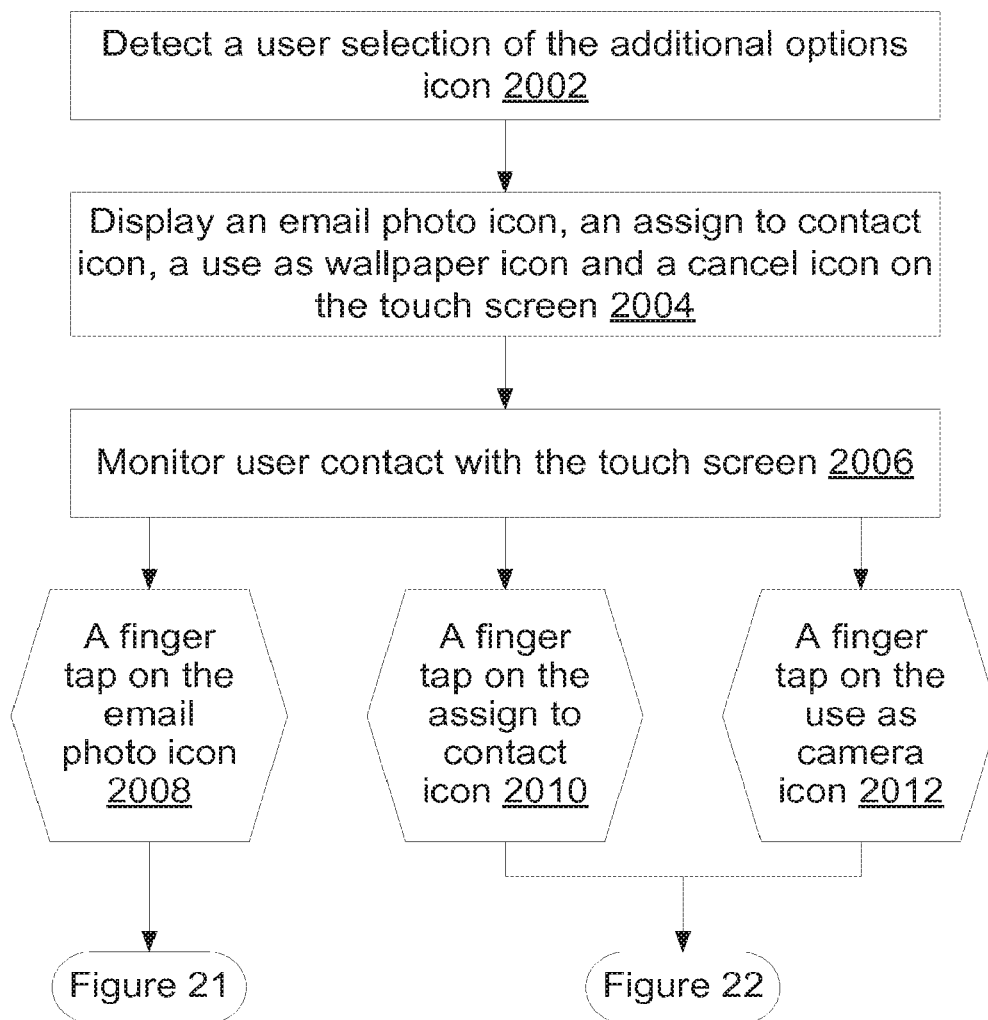 Detect a user selection of the additional options
icon 2002
Display an email photo icon, an assign to contact
icon, a use as wallpaper icon and a cancel icon on
the touch screen 2004
Monitor user contact with the touch screen 2006
A finger
tap on the
email
photo icon
2008
A finger
tap on the
assign to
contact
icon 2010
A finger
tap on the
use as
camera
icon 2012
Figure 21
Figure 22